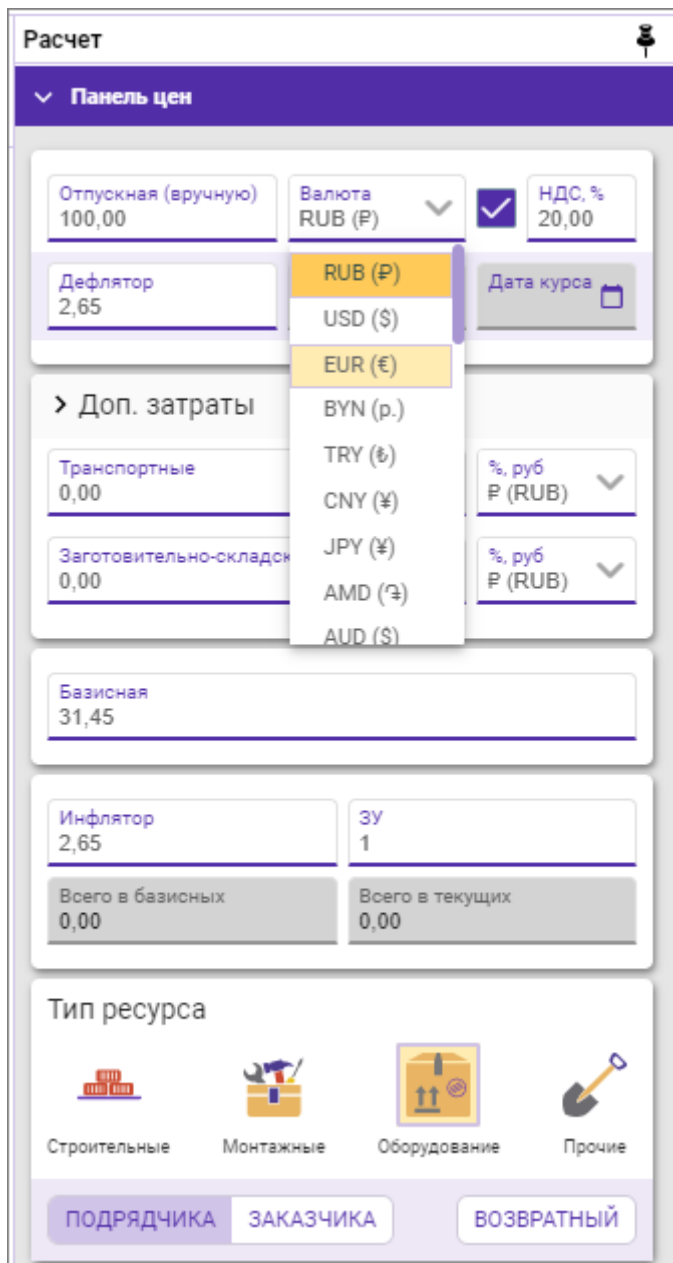 Расчет
Панель цен
Отпускная (вручную) Валюта НДС, %
100,00 RUB (₽) 20,00
Дефлятор RUB (₽) Дата курса
2,65 USD ($)
EUR (€)
Доп. затраты BYN (р.)
Транспортные TRY (₺) %, руб
0,00 CNY (¥) ₽ (RUB)
JPY (¥)
%, руб
0,00 AMD (֏) ₽ (RUB)
AUD ($)
Базисная
31,45
Инфлятор ЗУ
2,65 1
Всего в базисных Всего в текущих
0,00 0,00
Тип ресурса
Строительные Монтажные Оборудование Прочие
ПОДРЯДЧИКА ЗАКАЗЧИКА ВОЗВРАТНЫЙ